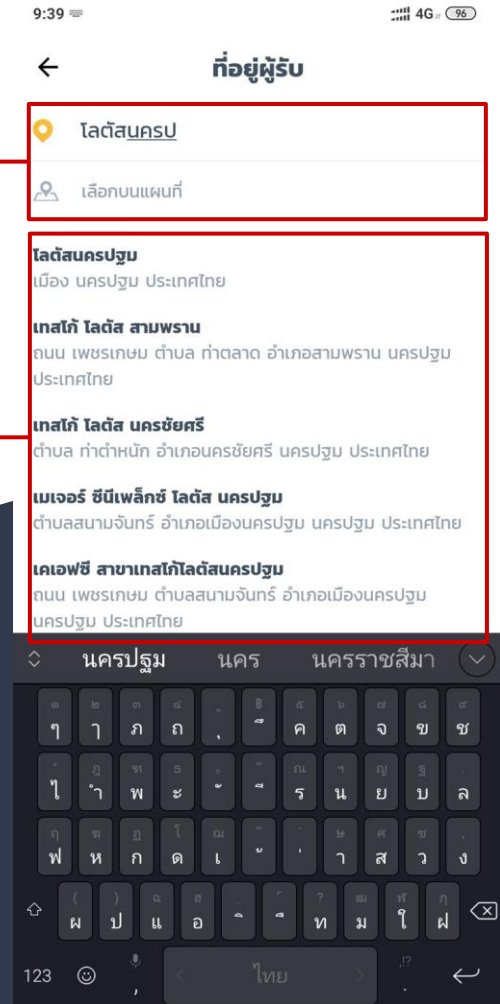 9:39 4G 96
ที่อยู่ผู้รับ
โลตัสนครป
เลือกบนแผนที่
โลตัสนครปฐม
เมือง นครปฐม ประเทศไทย
เทสโก้ โลตัส สามพราน
ถนน เพชรเกษม ตำบล ท่าตลาด อำเภอสามพราน นครปฐม
ประเทศไทย
เทสโก้ โลตัส นครชัยศรี
ตำบล ท่าตำหนัก อำเภอนครชัยศรี นครปฐม ประเทศไทย
เมเจอร์ ซีนีเพล็กซ์ โลตัส นครปฐม
ตำบลสนามจันทร์ อำเภอเมืองนครปฐม นครปฐม ประเทศไทย
เคเอฟซี สาขาเทสโก้โลตัสนครปฐม
ถนน เพชรเกษม ตำบลสนามจันทร์ อำเภอเมืองนครปฐม
นครปฐม ประเทศไทย
นครปฐม นคร นครราชสีมา
ๆ ๅ ภ ถ ุ ึ ค ต จ ข ช
ไ ำ พ ะ ั ี ร น ย บ ล
ฟ ห ก ด เ ้ ่ า ส ว ง
ผ ป แ อ ิ ื ท ม ใ ฝ
123 , ไทย .